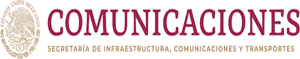 COMUNICACIONES
SECRETARÍA DE INFRAESTRUCTURA, COMUNICACIONES Y TRANSPORTES